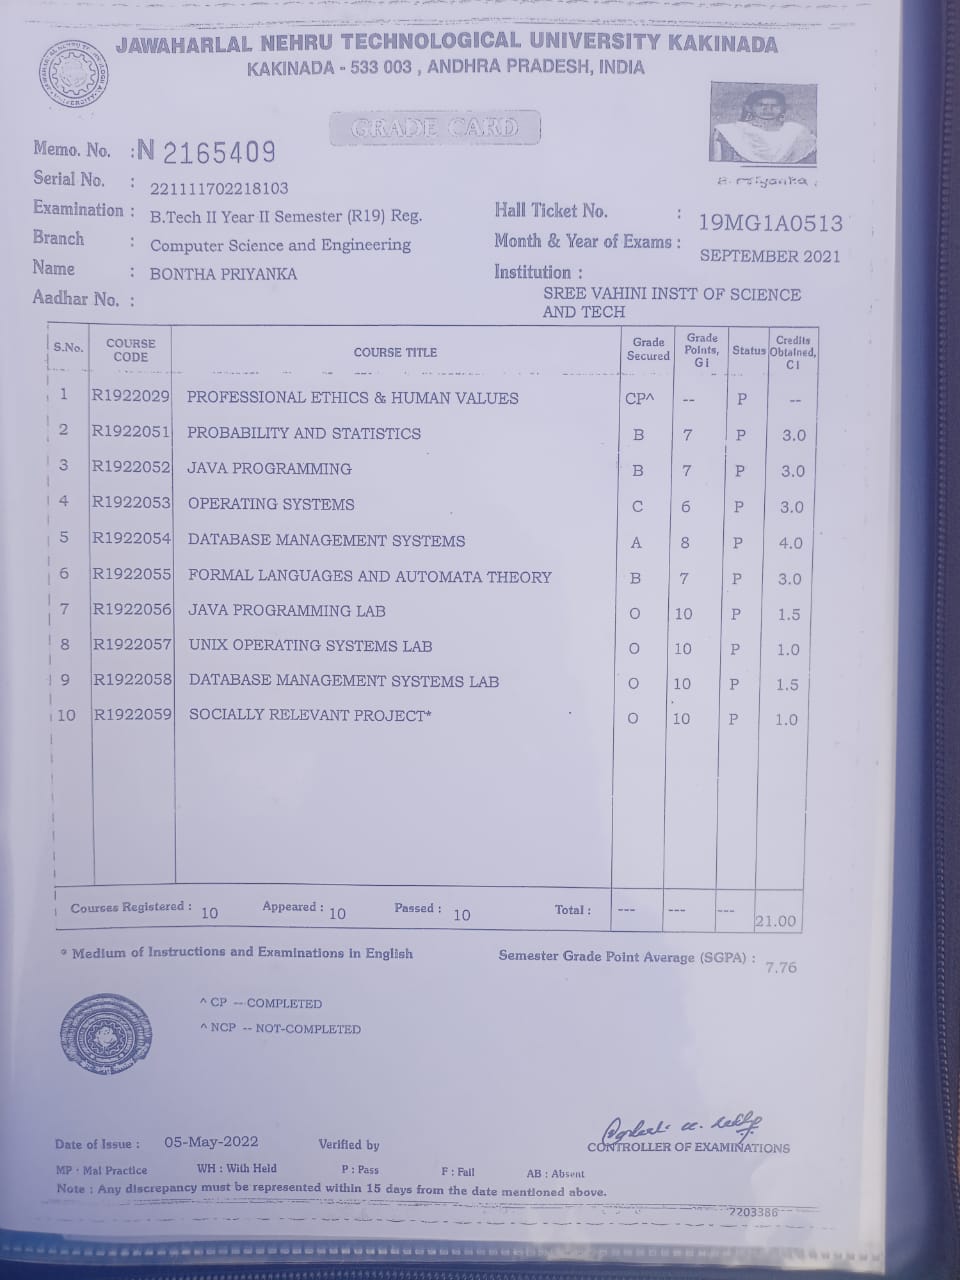 JAWAHARLAL NEHRU TECHNOLOGICAL UNIVERSITY KAKINADA
KAKINADA - 533 003 , ANDHRA PRADESH, INDIA
GRADE CARD
Memo. No. : N 2165409
Serial No. : 221111702218103
B. Priyanka.
Examination : B.Tech II Year II Semester (R19) Reg.
Hall Ticket No. : 19MG1A0513
Branch : Computer Science and Engineering
Month & Year of Exams : SEPTEMBER 2021
Name : BONTHA PRIYANKA
Institution :
SREE VAHINI INSTT OF SCIENCE
AND TECH
Aadhar No. :
S.No. COURSE CODE COURSE TITLE Grade Secured Grade Points, Gi Status Credits Obtained, Ci
1 R1922029 PROFESSIONAL ETHICS & HUMAN VALUES CP^ -- P --
2 R1922051 PROBABILITY AND STATISTICS B 7 P 3.0
3 R1922052 JAVA PROGRAMMING B 7 P 3.0
4 R1922053 OPERATING SYSTEMS C 6 P 3.0
5 R1922054 DATABASE MANAGEMENT SYSTEMS A 8 P 4.0
6 R1922055 FORMAL LANGUAGES AND AUTOMATA THEORY B 7 P 3.0
7 R1922056 JAVA PROGRAMMING LAB O 10 P 1.5
8 R1922057 UNIX OPERATING SYSTEMS LAB O 10 P 1.0
9 R1922058 DATABASE MANAGEMENT SYSTEMS LAB O 10 P 1.5
10 R1922059 SOCIALLY RELEVANT PROJECT* O 10 P 1.0
Courses Registered : 10 Appeared : 10 Passed : 10 Total : --- --- --- 21.00
* Medium of Instructions and Examinations in English
Semester Grade Point Average (SGPA) : 7.76
^ CP -- COMPLETED
^ NCP -- NOT-COMPLETED
Date of Issue : 05-May-2022 Verified by
CONTROLLER OF EXAMINATIONS
MP - Mal Practice WH : With Held P : Pass F : Fail AB : Absent
Note : Any discrepancy must be represented within 15 days from the date mentioned above.
7203386